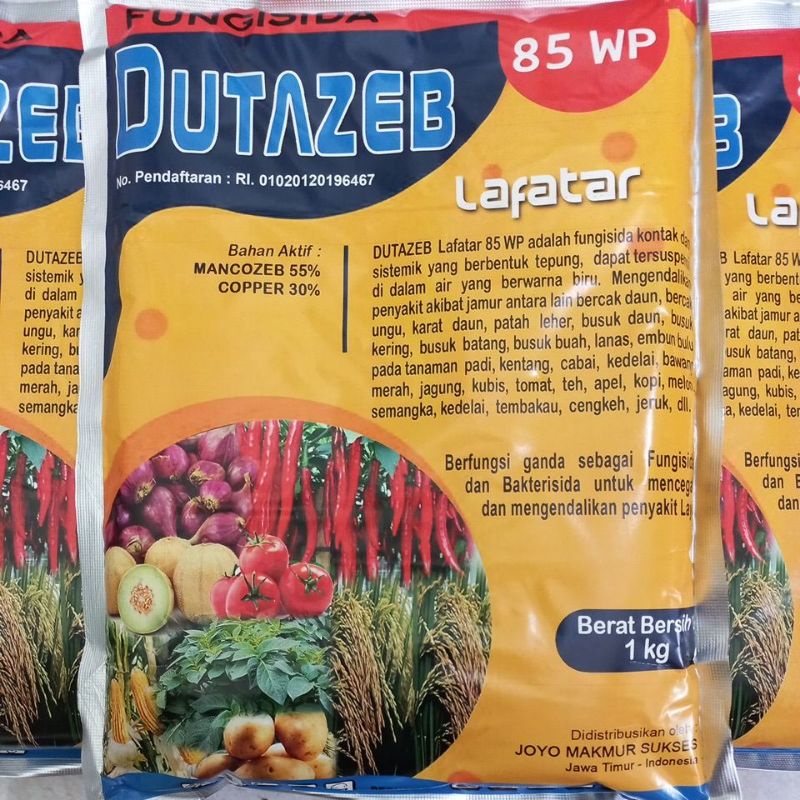 FUNGISIDA
85 WP
DUTAZEB
No. Pendaftaran : RI. 01020120196467
Lafatar
Bahan Aktif :
MANCOZEB 55%
COPPER 30%
DUTAZEB Lafatar 85 WP adalah fungisida kontak dan
sistemik yang berbentuk tepung, dapat tersuspensi
di dalam air yang berwarna biru. Mengendalikan
penyakit akibat jamur antara lain bercak daun, bercak
ungu, karat daun, patah leher, busuk daun, busuk
kering, busuk batang, busuk buah, lanas, embun bulu
pada tanaman padi, kentang, cabai, kedelai, bawang
merah, jagung, kubis, tomat, teh, apel, kopi, melon,
semangka, kedelai, tembakau, cengkeh, jeruk, dll.
Berfungsi ganda sebagai Fungisida
dan Bakterisida untuk mencegah
dan mengendalikan penyakit Layu
Berat Bersih
1 kg
Didistribusikan oleh :
JOYO MAKMUR SUKSES
Jawa Timur - Indonesia